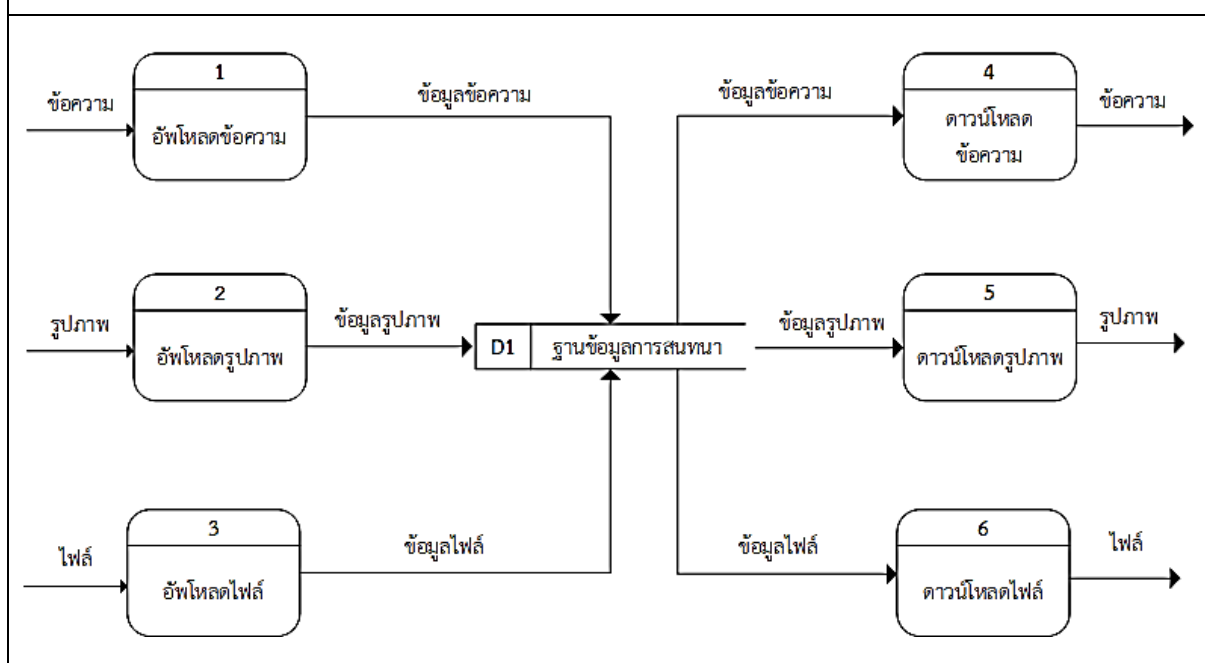 1
4
ข้อความ
ข้อมูลข้อความ
ข้อมูลข้อความ
ข้อความ
อัพโหลดข้อความ
ดาวน์โหลด
ข้อความ
2
5
รูปภาพ
ข้อมูลรูปภาพ
ข้อมูลรูปภาพ
รูปภาพ
D1 ฐานข้อมูลการสนทนา
อัพโหลดรูปภาพ
ดาวน์โหลดรูปภาพ
3
6
ไฟล์
ข้อมูลไฟล์
ข้อมูลไฟล์
ไฟล์
อัพโหลดไฟล์
ดาวน์โหลดไฟล์